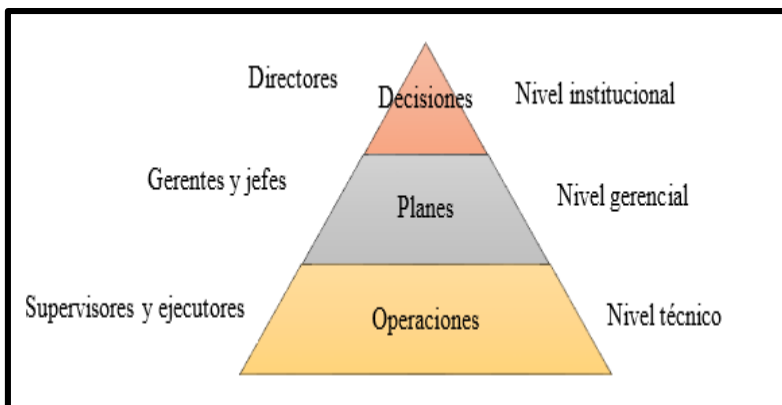 Directores
Decisiones
Nivel institucional
Gerentes y jefes
Planes
Nivel gerencial
Supervisores y ejecutores
Operaciones
Nivel técnico